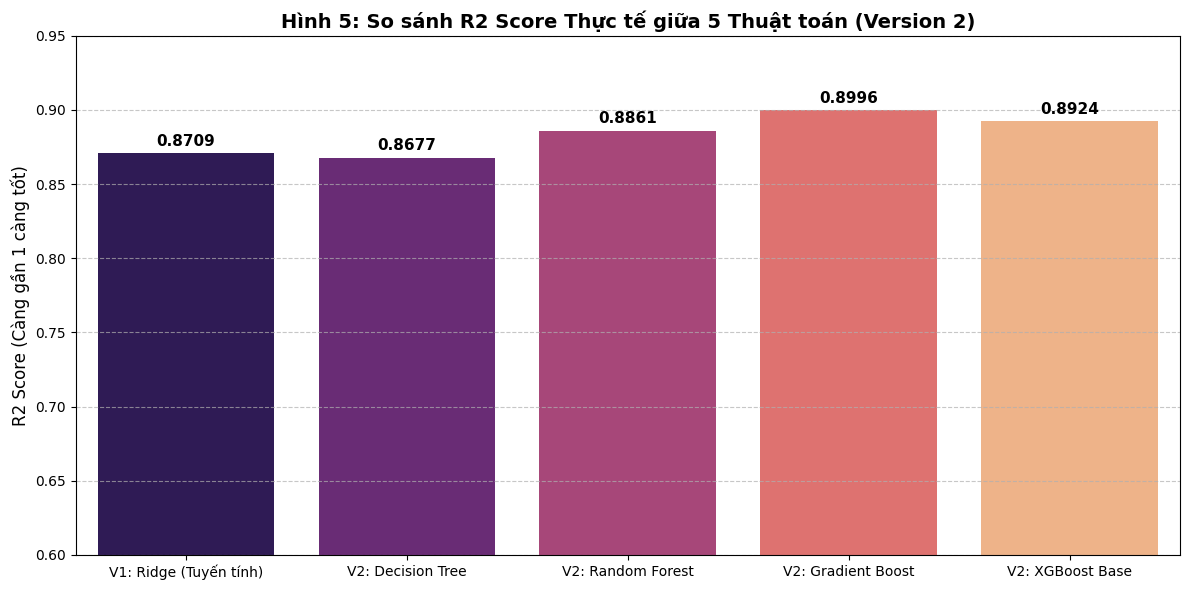 Hình 5: So sánh R2 Score Thực tế giữa 5 Thuật toán (Version 2)
R2 Score (Càng gần 1 càng tốt)
0.95
0.90
0.85
0.80
0.75
0.70
0.65
0.60
0.8709
0.8677
0.8861
0.8996
0.8924
V1: Ridge (Tuyến tính)
V2: Decision Tree
V2: Random Forest
V2: Gradient Boost
V2: XGBoost Base